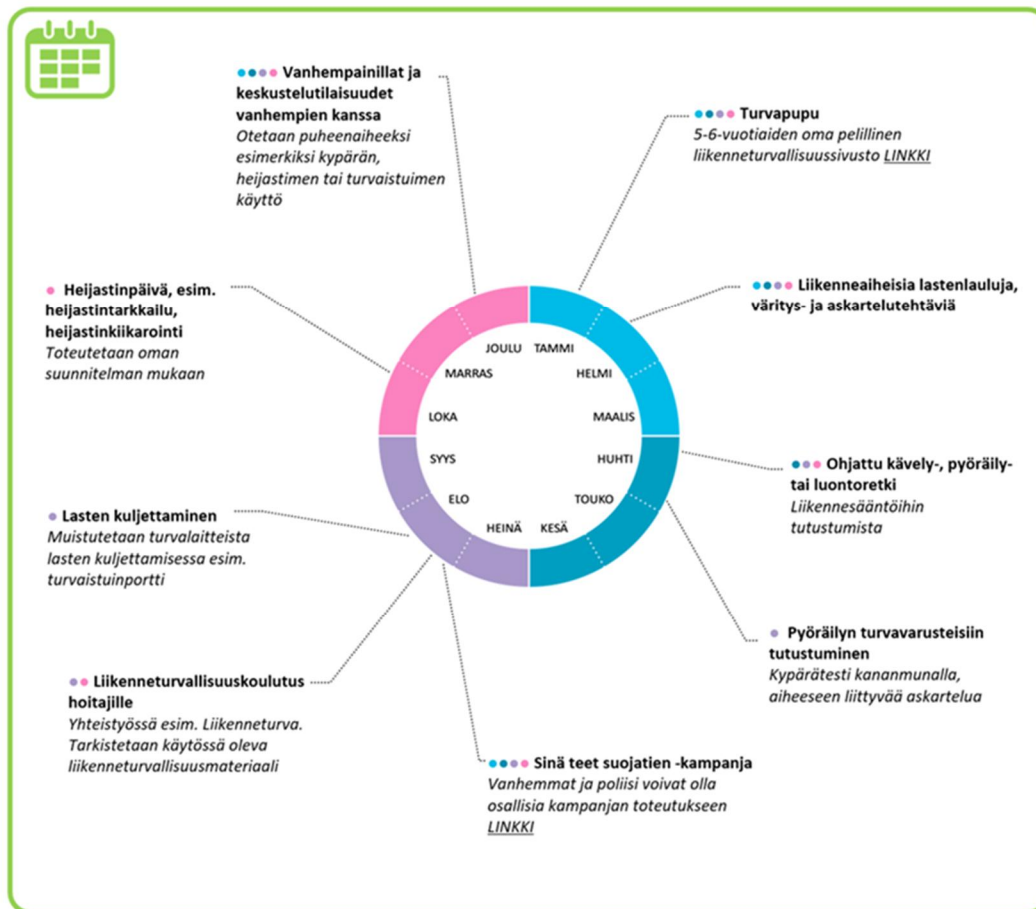 Vanhempainillat ja
keskustelutilaisuudet
vanhempien kanssa
Otetaan puheenaiheeksi
esimerkiksi kypärän,
heijastimen tai turvaistuimen
käyttö
Turvapupu
5-6-vuotiaiden oma pelillinen
liikenneturvallisuussivusto LINKKI
Heijastinpäivä, esim.
heijastintarkkailu,
heijastinkiikarointi
Toteutetaan oman
suunnitelman mukaan
Liikenneaiheisia lastenlauluja,
väritys- ja askartelutehtäviä
JOULU
TAMMI
MARRAS
HELMI
LOKA
MAALIS
SYYS
HUHTI
ELO
TOUKO
HEINÄ
KESÄ
Ohjattu kävely-, pyöräily-
tai luontoretki
Liikennesääntöihin
tutustumista
Lasten kuljettaminen
Muistutetaan turvalaitteista
lasten kuljettamisessa esim.
turvaistuinportti
Pyöräilyn turvavarusteisiin
tutustuminen
Kypärätesti kananmunalla,
aiheeseen liittyvää askartelua
Liikenneturvallisuuskoulutus
hoitajille
Yhteistyössä esim. Liikenneturva.
Tarkistetaan käytössä oleva
liikenneturvallisuusmateriaali
Sinä teet suojatien -kampanja
Vanhemmat ja poliisi voivat olla
osallisia kampanjan toteutukseen
LINKKI